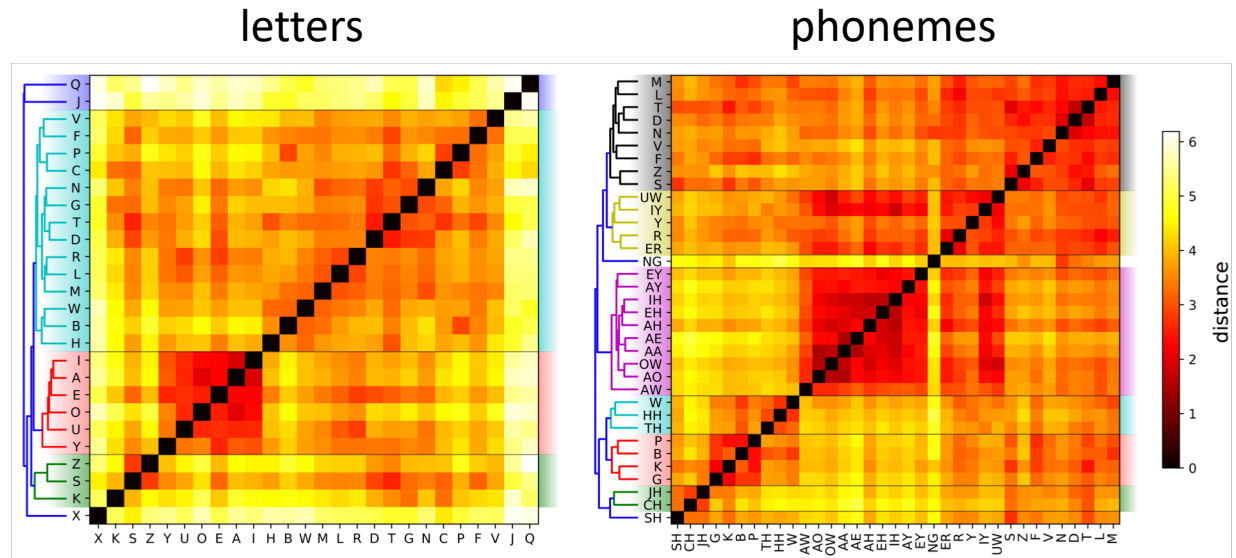 letters
phonemes
Q
J
V
F
P
C
N
G
T
D
R
L
M
W
B
H
I
A
E
O
U
Y
Z
S
K
X
X K S Z Y U O E A I H B W M L R D T G N C P F V J Q
M
L
T
D
N
V
F
Z
S
UW
IY
Y
R
ER
NG
EY
AY
IH
EH
AH
AE
AA
OW
AO
AW
W
HH
TH
P
B
K
G
JH
CH
SH
SH CH JH G K B P TH HH W AW AO OW AA AE AH EH IH AY EY NG ER R Y IY UW S Z F V N D T L M
6
5
4
3
2
1
0
distance